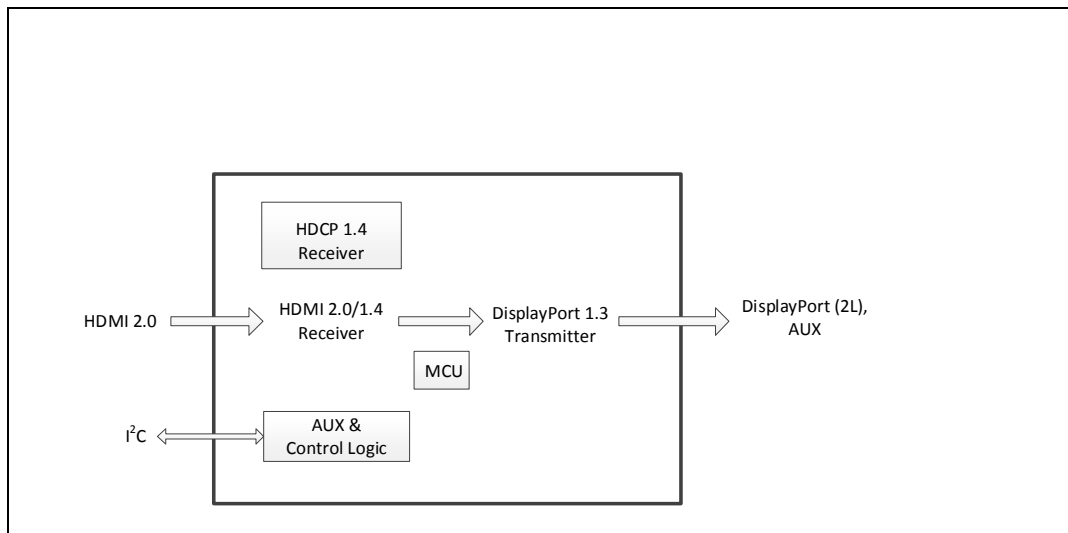 HDCP 1.4
Receiver
HDMI 2.0
HDMI 2.0/1.4
Receiver
DisplayPort 1.3
Transmitter
DisplayPort (2L),
AUX
MCU
I²C
AUX &
Control Logic